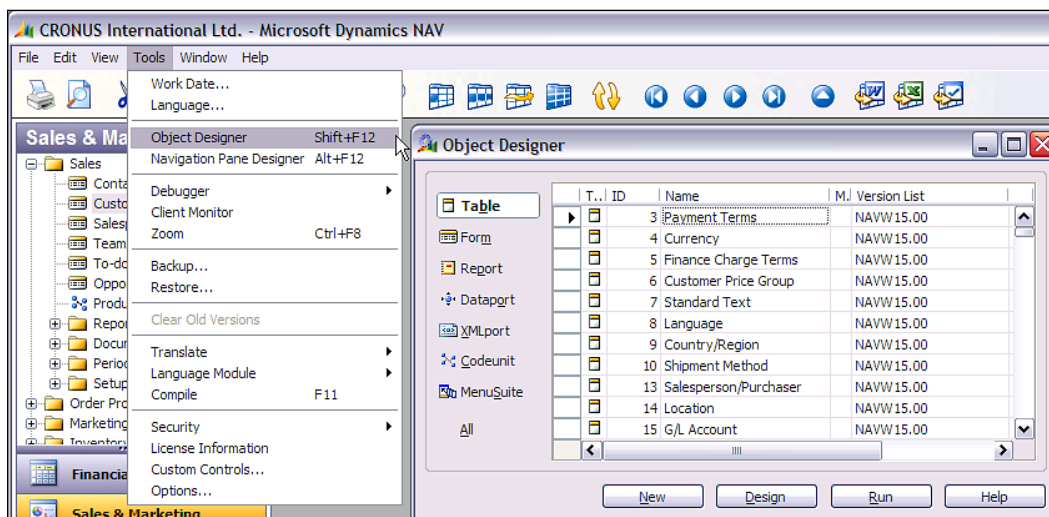 CRONUS International Ltd. - Microsoft Dynamics NAV
File Edit View Tools Window Help
Work Date...
Language...
Object Designer Shift+F12
Navigation Pane Designer Alt+F12
Debugger
Client Monitor
Zoom Ctrl+F8
Backup...
Restore...
Clear Old Versions
Translate
Language Module
Compile F11
Security
License Information
Custom Controls...
Options...
Sales & Ma
Sales
Conta
Custo
Sales
Team
To-do
Oppo
Produ
Repor
Docum
Period
Setup
Order Pro
Marketing
Inventory
Financia
Sales & Marketing
Object Designer
Table
Form
Report
Dataport
XMLport
Codeunit
MenuSuite
All
T... ID Name M. Version List
3 Payment Terms NAVW15.00
4 Currency NAVW15.00
5 Finance Charge Terms NAVW15.00
6 Customer Price Group NAVW15.00
7 Standard Text NAVW15.00
8 Language NAVW15.00
9 Country/Region NAVW15.00
10 Shipment Method NAVW15.00
13 Salesperson/Purchaser NAVW15.00
14 Location NAVW15.00
15 G/L Account NAVW15.00
New Design Run Help